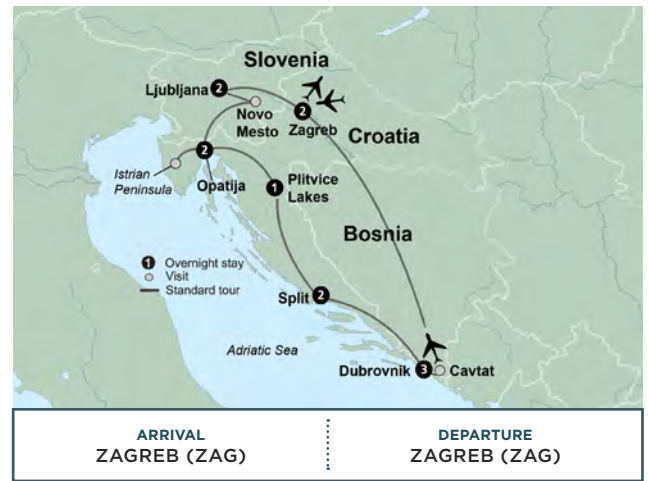 Slovenia
Ljubljana
2
Novo
Mesto
2
Zagreb
Croatia
2
Istrian
Peninsula
Opatija
1
Plitvice
Lakes
Bosnia
1 Overnight stay
Visit
Standard tour
Split
2
Adriatic Sea
Dubrovnik
3
Cavtat
ARRIVAL
ZAGREB (ZAG)
DEPARTURE
ZAGREB (ZAG)